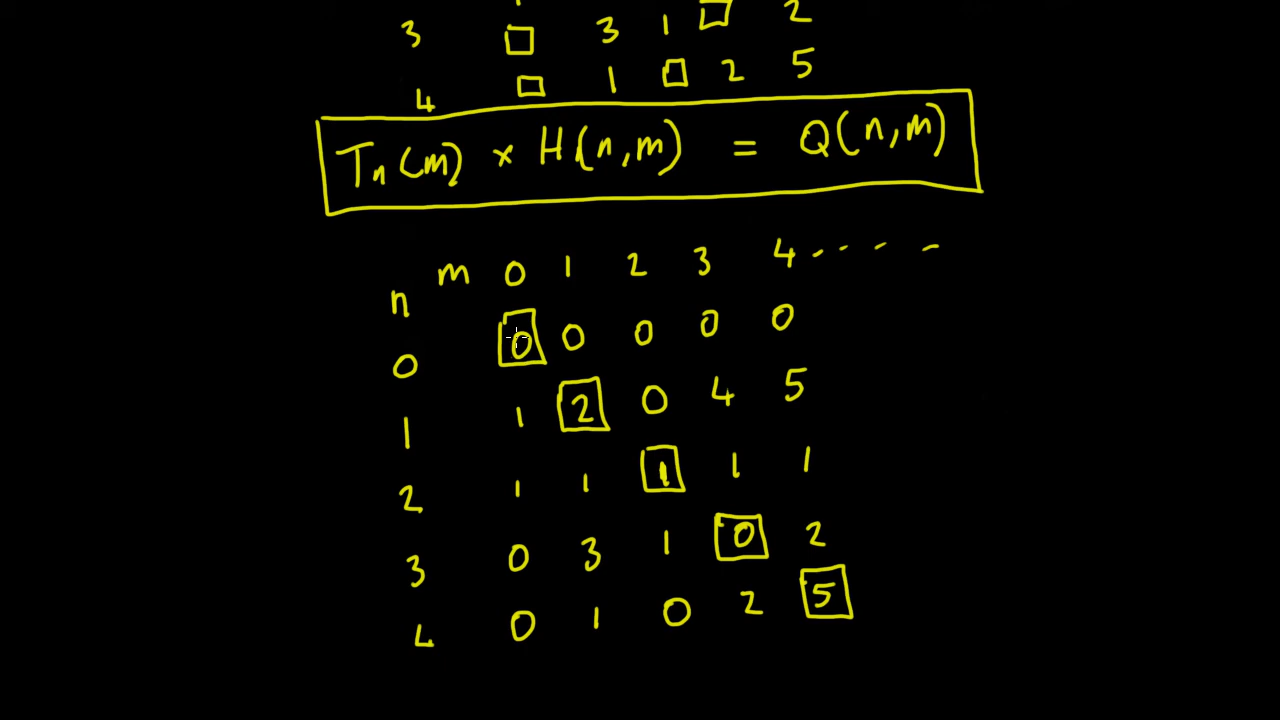 3 □ 3 1 □ 2
4 □ 1 □ 2 5
Tn(m) × H(n,m) = Q(n,m)
n m 0 1 2 3 4 ....
0 0 0 0 0 0
1 1 2 0 4 5
2 1 1 1 1 1
3 0 3 1 0 2
4 0 1 0 2 5